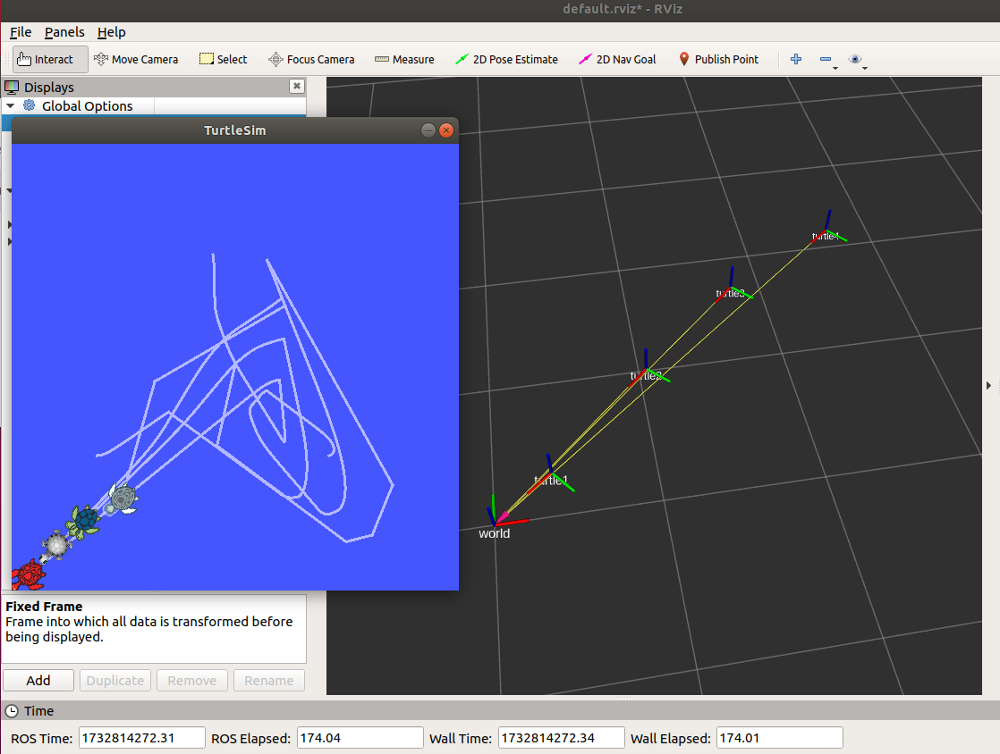 default.rviz* - RViz
File Panels Help
Interact Move Camera Select Focus Camera Measure 2D Pose Estimate 2D Nav Goal Publish Point
Displays
Global Options
TurtleSim
turtle4
turtle3
turtle2
turtle1
world
Fixed Frame
Frame into which all data is transformed before
being displayed.
Add Duplicate Remove Rename
Time
ROS Time: 1732814272.31 ROS Elapsed: 174.04 Wall Time: 1732814272.34 Wall Elapsed: 174.01